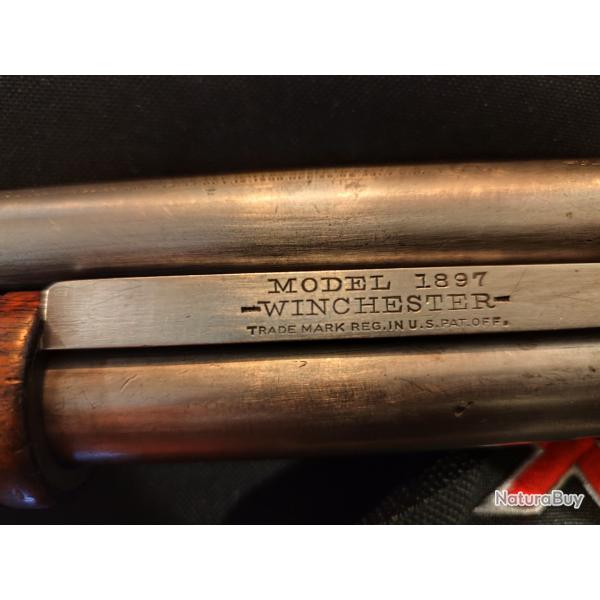 MODEL 1897
-WINCHESTER-
TRADE MARK REG. IN U.S. PAT. OFF.
NaturaBuy